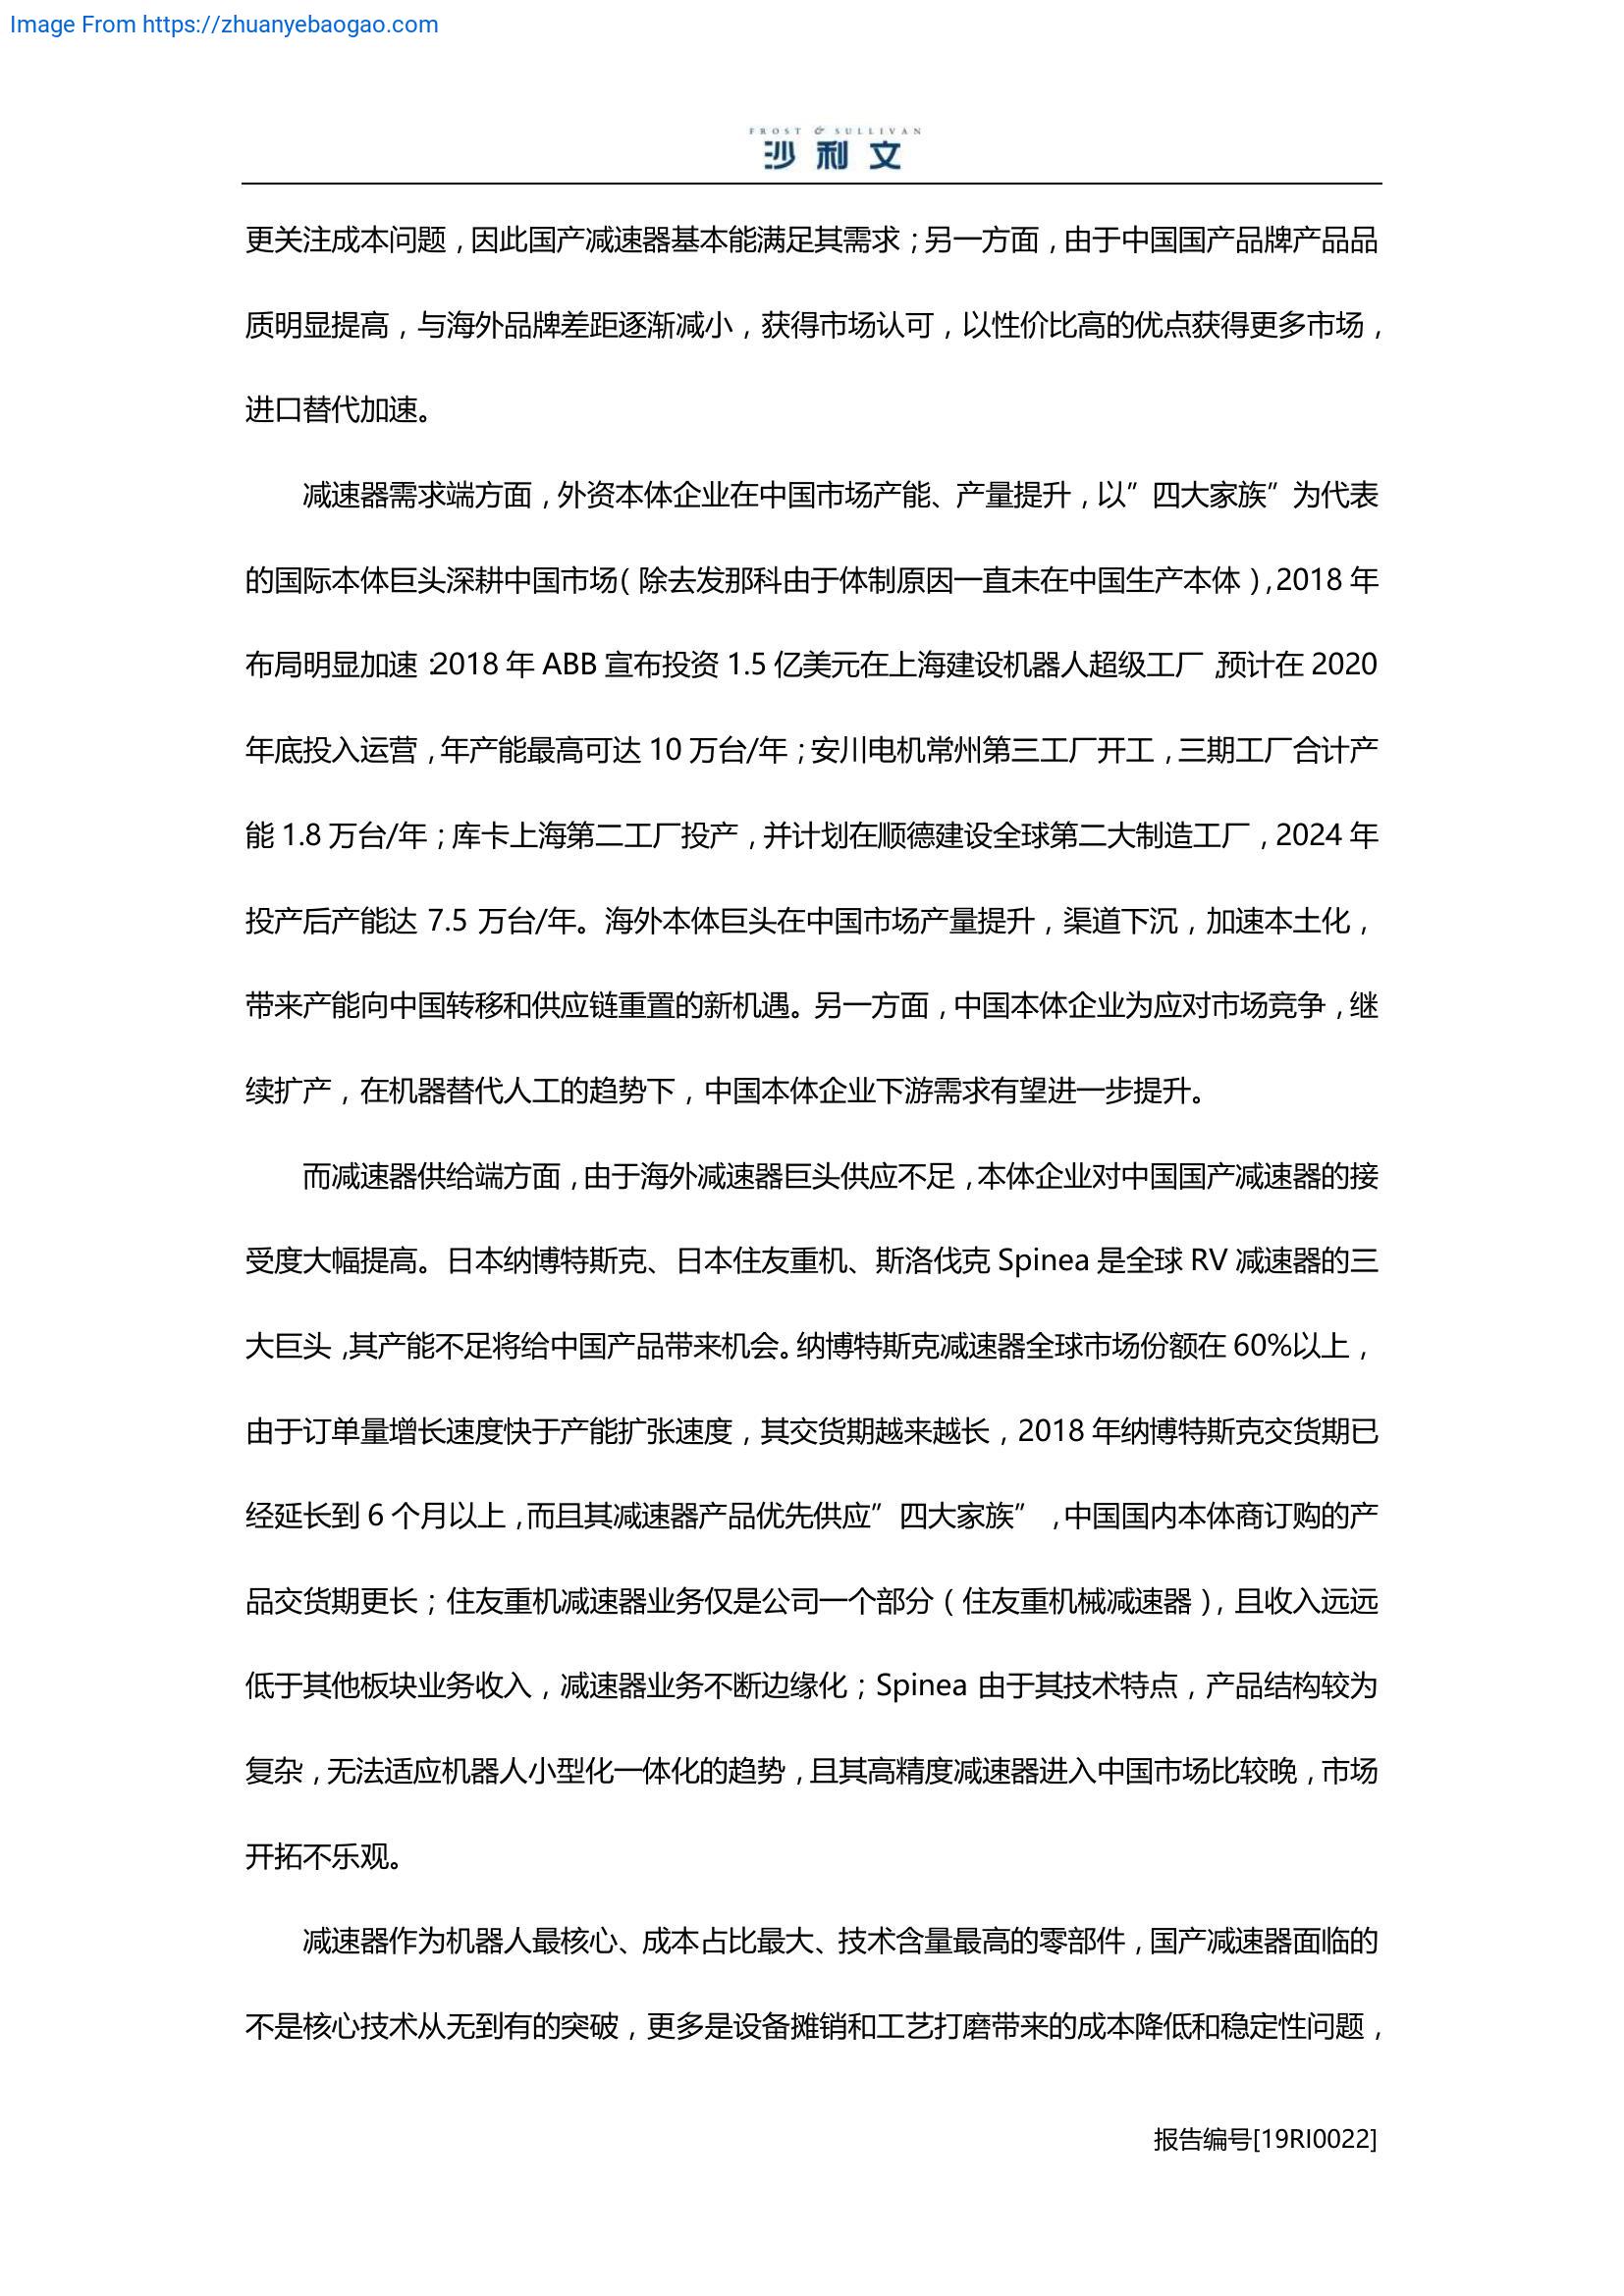 Image From https://zhuanyebaogao.com
FROST & SULLIVAN
沙利文
更关注成本问题，因此国产减速器基本能满足其需求；另一方面，由于中国国产品牌产品品
质明显提高，与海外品牌差距逐渐减小，获得市场认可，以性价比高的优点获得更多市场，
进口替代加速。
减速器需求端方面，外资本体企业在中国市场产能、产量提升，以”四大家族”为代表
的国际本体巨头深耕中国市场（除去发那科由于体制原因一直未在中国生产本体），2018 年
布局明显加速：2018 年 ABB 宣布投资 1.5 亿美元在上海建设机器人超级工厂，预计在 2020
年底投入运营，年产能最高可达 10 万台/年；安川电机常州第三工厂开工，三期工厂合计产
能 1.8 万台/年；库卡上海第二工厂投产，并计划在顺德建设全球第二大制造工厂，2024 年
投产后产能达 7.5 万台/年。海外本体巨头在中国市场产量提升，渠道下沉，加速本土化，
带来产能向中国转移和供应链重置的新机遇。另一方面，中国本体企业为应对市场竞争，继
续扩产，在机器替代人工的趋势下，中国本体企业下游需求有望进一步提升。
而减速器供给端方面，由于海外减速器巨头供应不足，本体企业对中国国产减速器的接
受度大幅提高。日本纳博特斯克、日本住友重机、斯洛伐克 Spinea 是全球 RV 减速器的三
大巨头，其产能不足将给中国产品带来机会。纳博特斯克减速器全球市场份额在 60%以上，
由于订单量增长速度快于产能扩张速度，其交货期越来越长，2018 年纳博特斯克交货期已
经延长到 6 个月以上，而且其减速器产品优先供应”四大家族”，中国国内本体商订购的产
品交货期更长；住友重机减速器业务仅是公司一个部分（住友重机械减速器），且收入远远
低于其他板块业务收入，减速器业务不断边缘化；Spinea 由于其技术特点，产品结构较为
复杂，无法适应机器人小型化一体化的趋势，且其高精度减速器进入中国市场比较晚，市场
开拓不乐观。
减速器作为机器人最核心、成本占比最大、技术含量最高的零部件，国产减速器面临的
不是核心技术从无到有的突破，更多是设备摊销和工艺打磨带来的成本降低和稳定性问题，
报告编号[19RI0022]